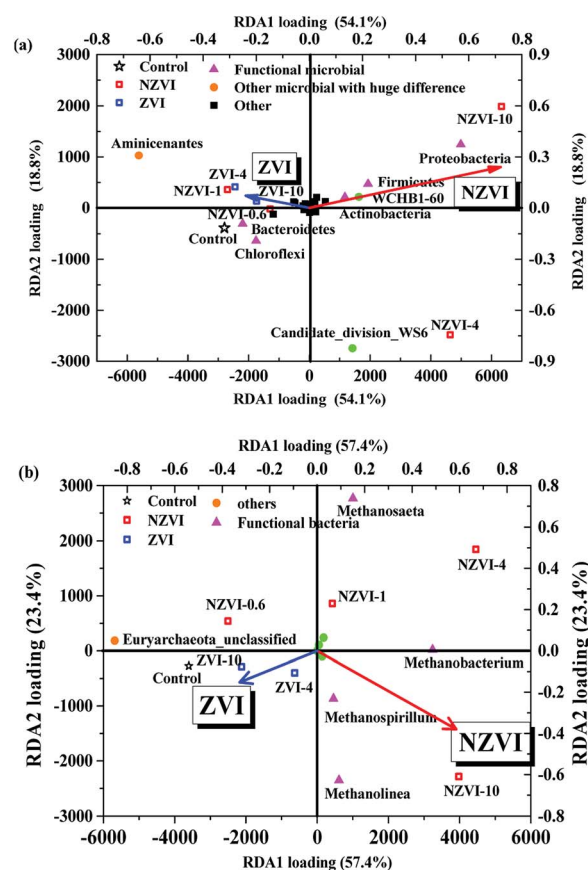 RDA1 loading (54.1%)
-0.6 -0.4 -0.2 0.0 0.2 0.4 0.6 0.8
(a)
Control
NZVI
ZVI
Functional microbial
Other microbial with huge difference
Other
3000
2000
1000
0
-1000
-2000
-3000
RDA2 loading (18.8%)
0.9
0.6
0.3
0.0
-0.3
-0.6
-0.9
RDA2 loading (18.8%)
NZVI-10
Aminicenantes
Proteobacteria
ZVI
ZVI-4
Firmicutes
NZVI-1
ZVI-10
WCHB1-60
NZVI
NZVI-0.6
Actinobacteria
Bacteroidetes
Control
Chloroflexi
Candidate_division_WS6
NZVI-4
-6000 -4000 -2000 0 2000 4000 6000
RDA1 loading (54.1%)
RDA1 loading (57.4%)
(b)
-0.8 -0.6 -0.4 -0.2 0.0 0.2 0.4 0.6 0.8
Control
NZVI
ZVI
others
Functional bacteria
3000
2000
1000
0
-1000
-2000
-3000
RDA2 loading (23.4%)
0.8
0.6
0.4
0.2
0.0
-0.2
-0.4
-0.6
-0.8
RDA2 loading (23.4%)
Methanosaeta
NZVI-4
NZVI-0.6
NZVI-1
Euryarchaeota_unclassified
ZVI-10
Methanobacterium
Control
ZVI-4
ZVI
Methanospirillum
NZVI
Methanolinea
NZVI-10
-6000 -4000 -2000 0 2000 4000 6000
RDA1 loading (57.4%)